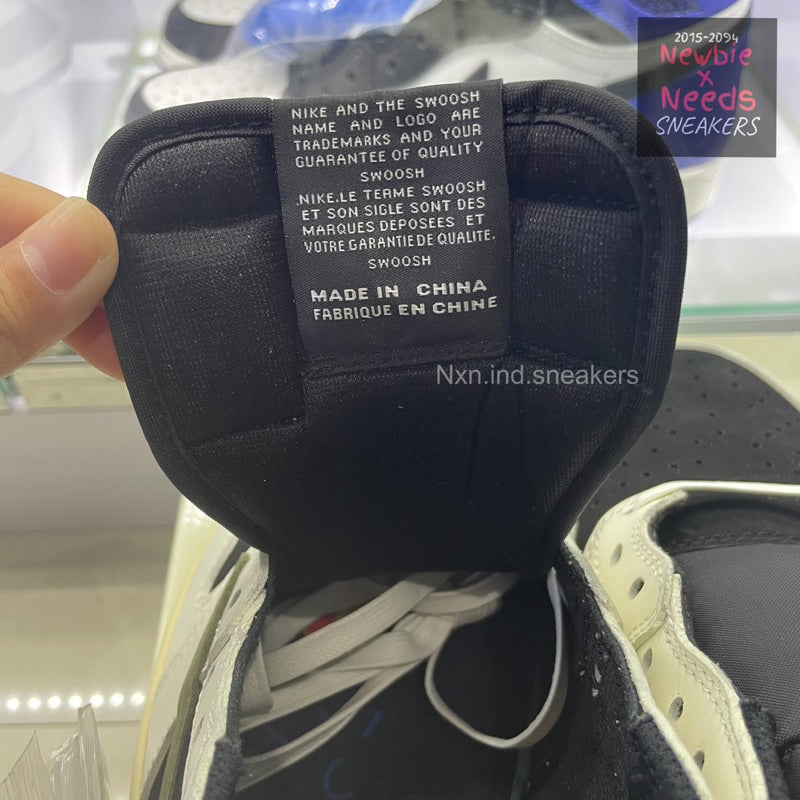 2015-2094
Newbie
x
Needs
SNEAKERS
NIKE AND THE SWOOSH
NAME AND LOGO ARE
TRADEMARKS AND YOUR
GUARANTEE OF QUALITY
SWOOSH
.NIKE.LE TERME SWOOSH
ET SON SIGLE SONT DES
MARQUES DEPOSEES ET
VOTRE GARANTIE DE QUALITE.
SWOOSH
MADE IN CHINA
FABRIQUE EN CHINE
Nxn.ind.sneakers